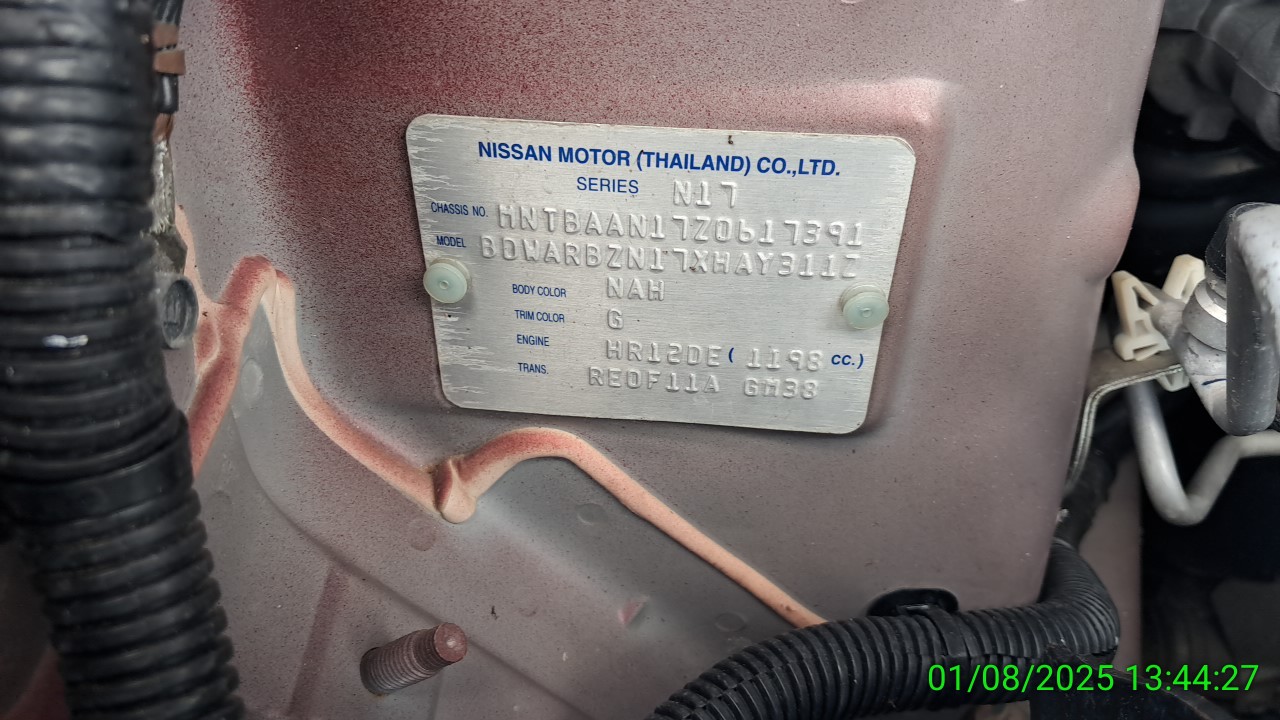 NISSAN MOTOR (THAILAND) CO.,LTD.
SERIES N17
CHASSIS NO. MNTBAAN17Z0617391
MODEL BDWARBZN17XHAY311Z
BODY COLOR NAH
TRIM COLOR G
ENGINE HR12DE ( 1198 CC.)
TRANS. RE0F11A GM38
01/08/2025 13:44:27